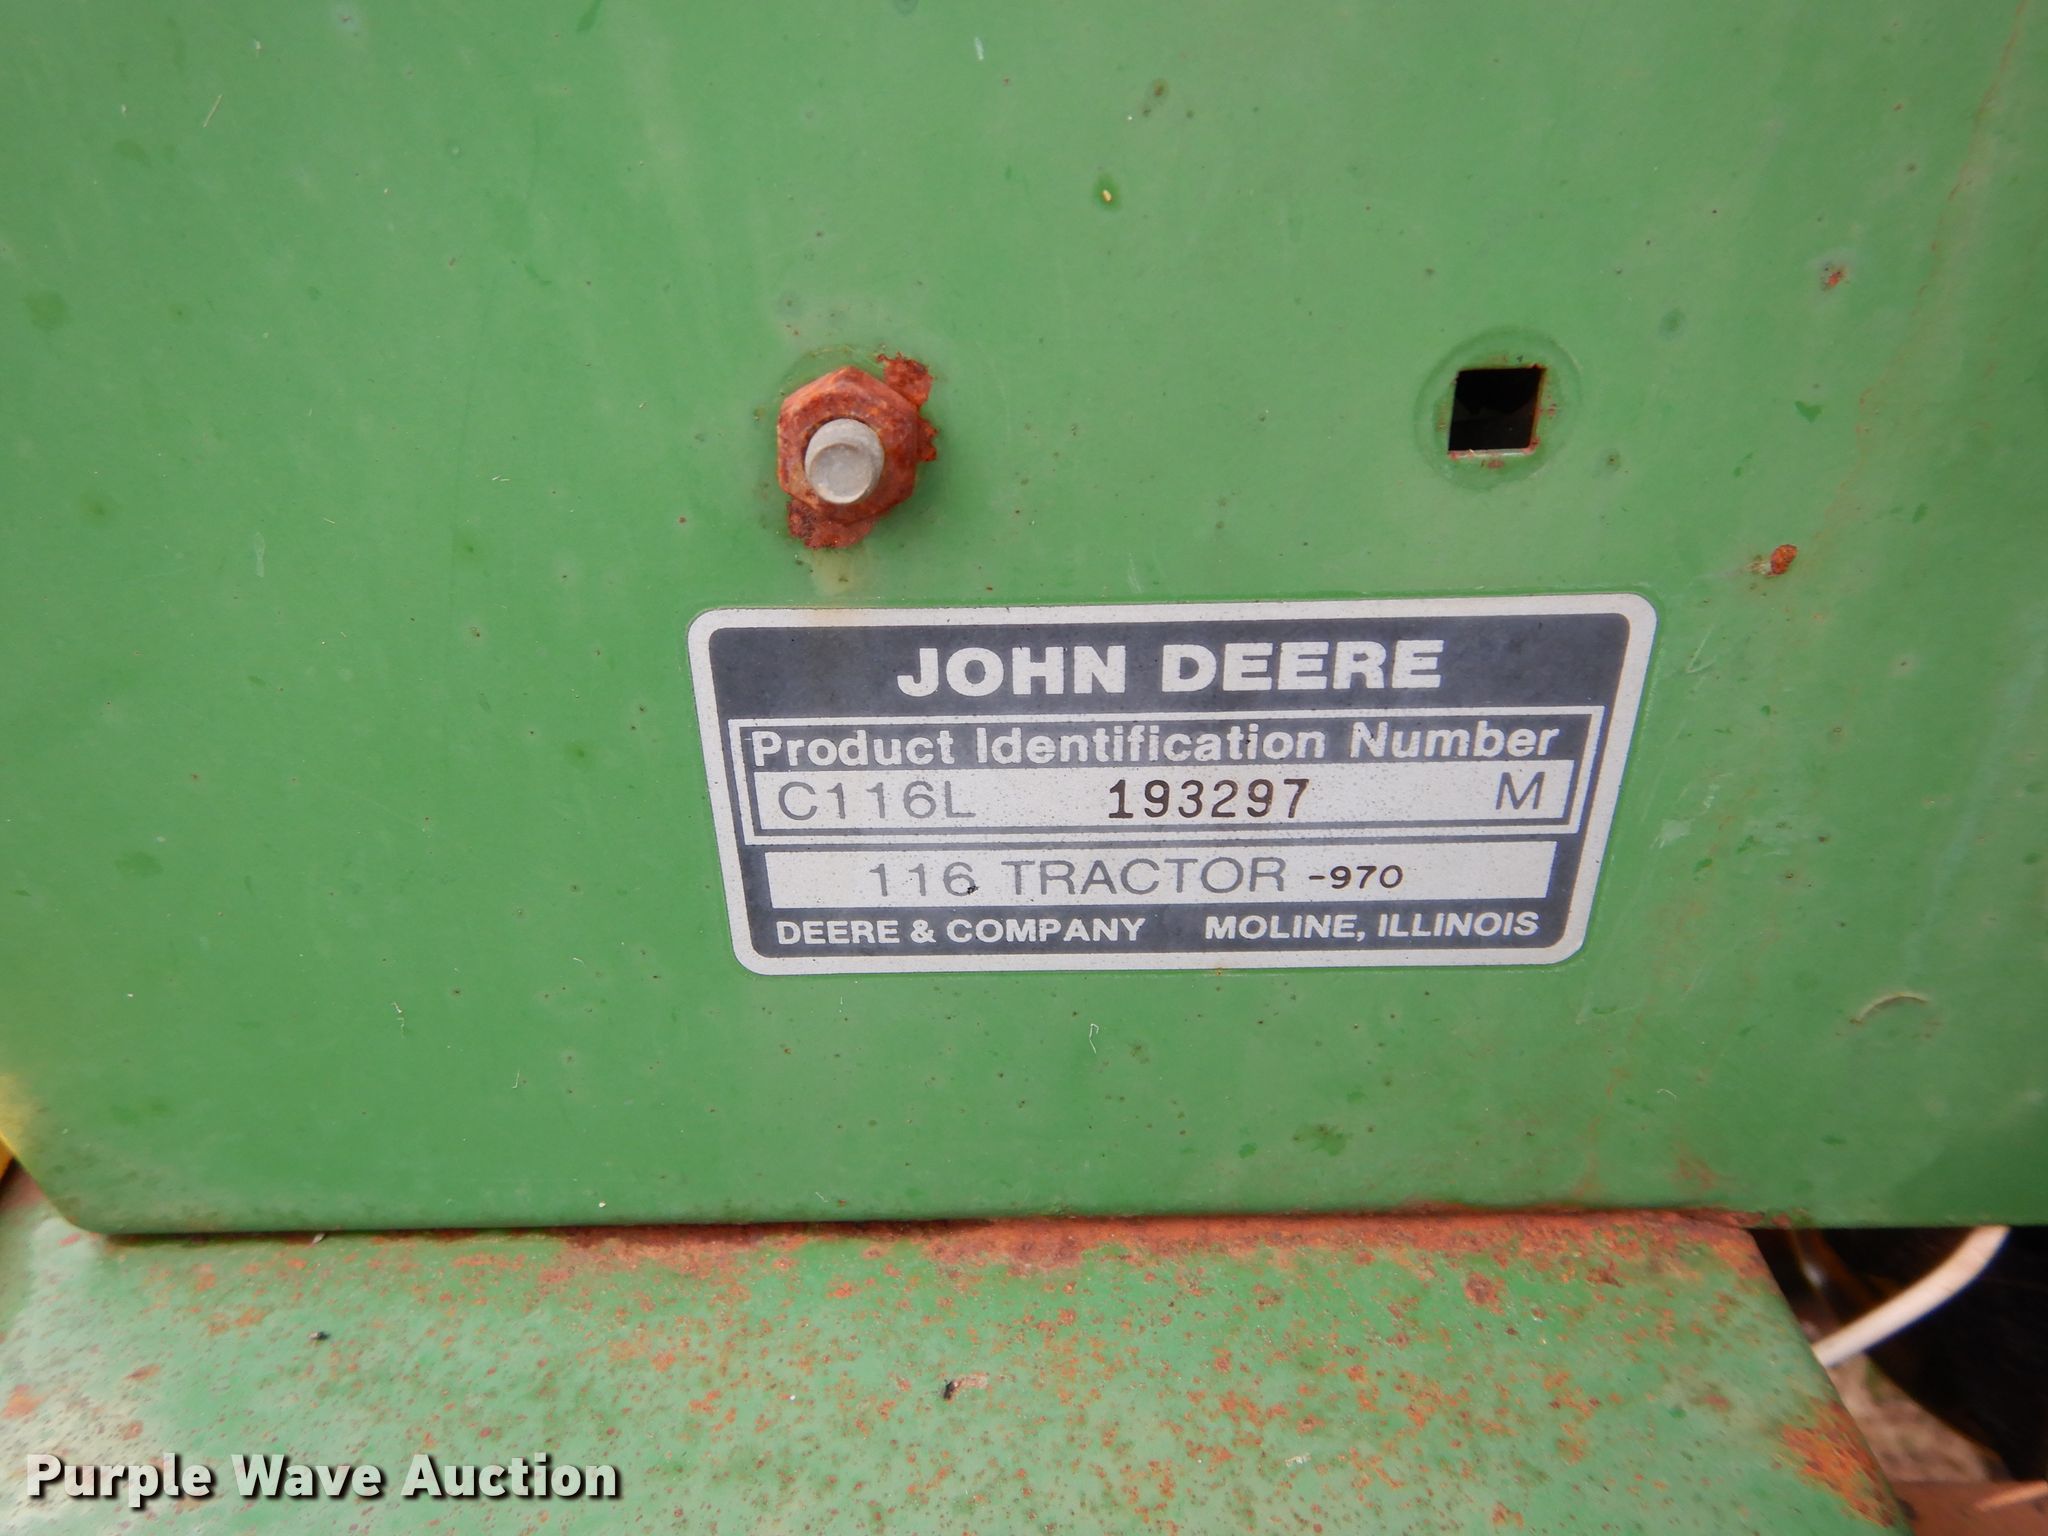 JOHN DEERE
Product Identification Number
C116L 193297 M
116 TRACTOR -970
DEERE & COMPANY MOLINE, ILLINOIS
Purple Wave Auction